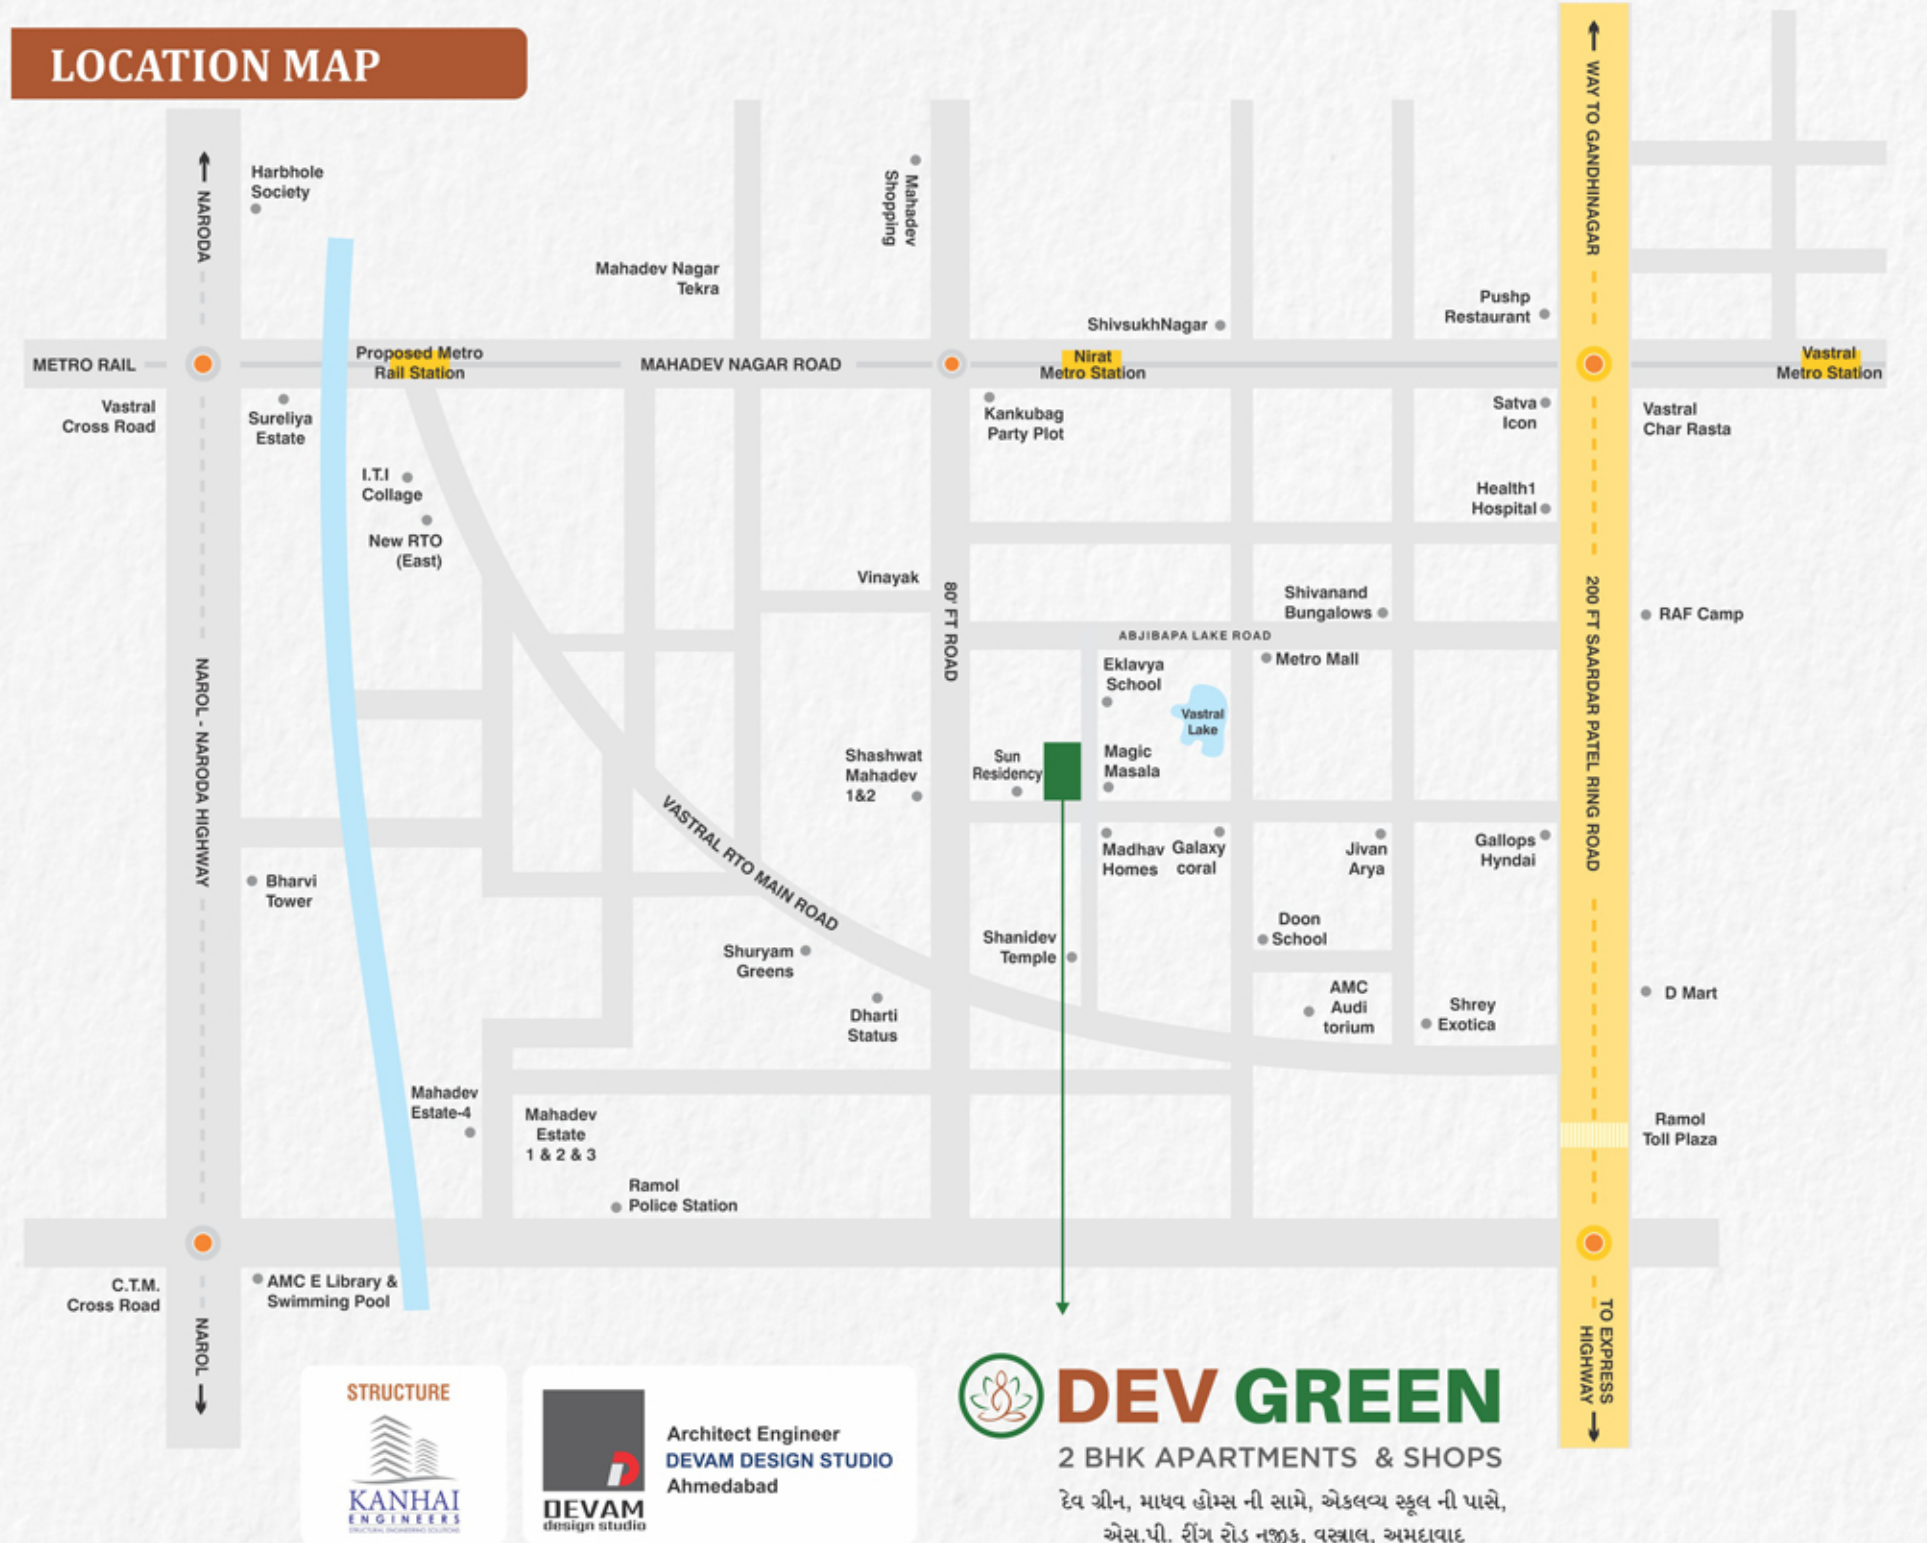 LOCATION MAP
NARODA
Harbhole
Society
Mahadev Nagar
Tekra
Mahadev
Shopping
ShivsukhNagar
Pushp
Restaurant
WAY TO GANDHINAGAR
METRO RAIL
Proposed Metro
Rail Station
MAHADEV NAGAR ROAD
Nirat
Metro Station
Vastral
Metro Station
Vastral
Cross Road
Sureliya
Estate
Kankubag
Party Plot
Satva
Icon
Vastral
Char Rasta
I.T.I
Collage
New RTO
(East)
Health1
Hospital
Vinayak
80' FT ROAD
Shivanand
Bungalows
RAF Camp
ABJIBAPA LAKE ROAD
Eklavya
School
Metro Mall
Vastral
Lake
NAROL - NARODA HIGHWAY
200 FT SAARDAR PATEL RING ROAD
Shashwat
Mahadev
1&2
Sun
Residency
Magic
Masala
VASTRAL RTO MAIN ROAD
Madhav
Homes
Galaxy
coral
Jivan
Arya
Gallops
Hyndai
Bharvi
Tower
Shuryam
Greens
Shanidev
Temple
Doon
School
Dharti
Status
AMC
Audi
torium
Shrey
Exotica
D Mart
Mahadev
Estate-4
Mahadev
Estate
1 & 2 & 3
Ramol
Toll Plaza
Ramol
Police Station
C.T.M.
Cross Road
AMC E Library &
Swimming Pool
NAROL
TO EXPRESS
HIGHWAY
STRUCTURE
KANHAI
ENGINEERS
STRUCTURAL ENGINEERING SOLUTIONS
DEVAM
design studio
Architect Engineer
DEVAM DESIGN STUDIO
Ahmedabad
DEV GREEN
2 BHK APARTMENTS & SHOPS
દેવ ગ્રીન, માધવ હોમ્સ ની સામે, એકલવ્ય સ્કૂલ ની પાસે,
એસ.પી. રીંગ રોડ નજીક, વસ્ત્રાલ, અમદાવાદ